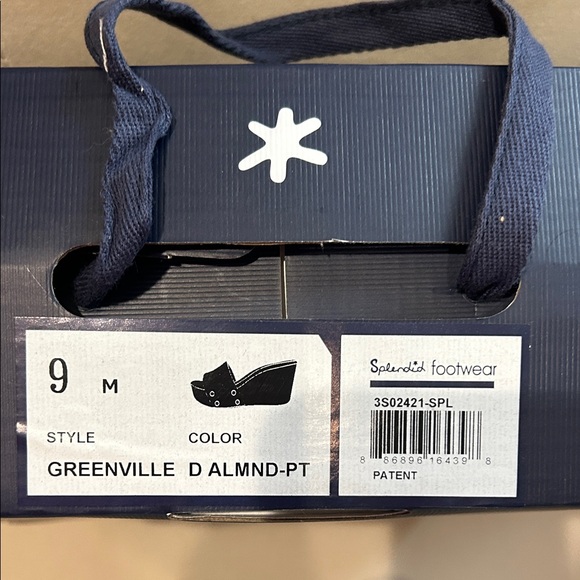 9 M
STYLE COLOR
GREENVILLE D ALMND-PT
Splendid footwear
3S02421-SPL
8 86896 16439 8
PATENT